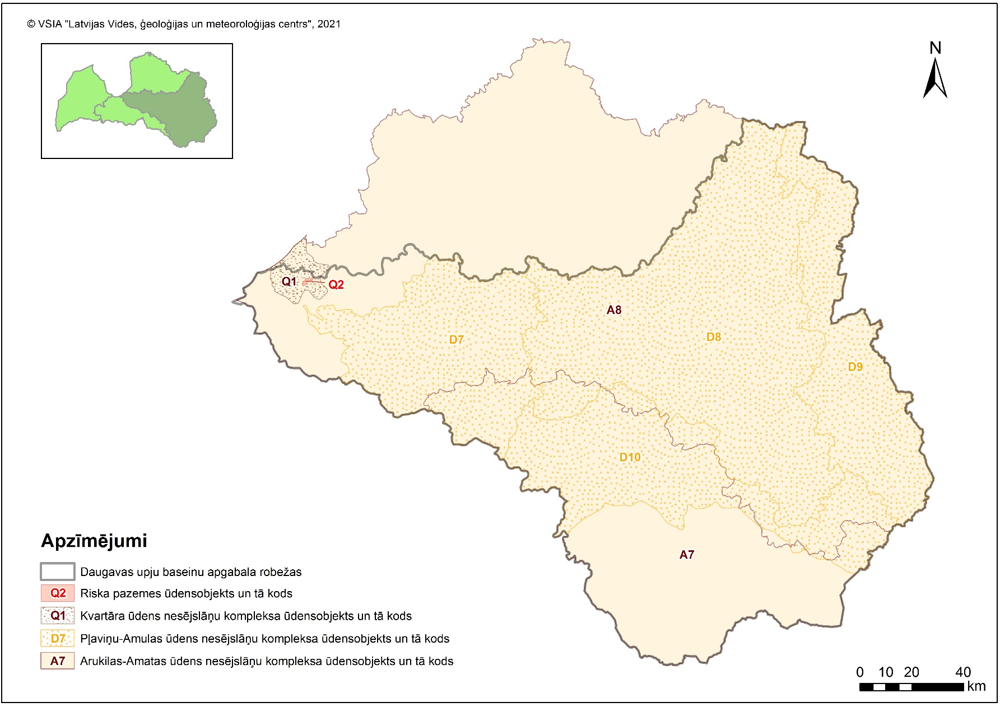 © VSIA "Latvijas Vides, ģeoloģijas un meteoroloģijas centrs", 2021
N
Q1
Q2
A8
D7
D8
D9
D10
A7
Apzīmējumi
Daugavas upju baseinu apgabala robežas
Q2 Riska pazemes ūdensobjekts un tā kods
Q1 Kvartāra ūdens nesējslāņu kompleksa ūdensobjekts un tā kods
D7 Pļaviņu-Amulas ūdens nesējslāņu kompleksa ūdensobjekts un tā kods
A7 Arukilas-Amatas ūdens nesējslāņu kompleksa ūdensobjekts un tā kods
0 10 20 40
km